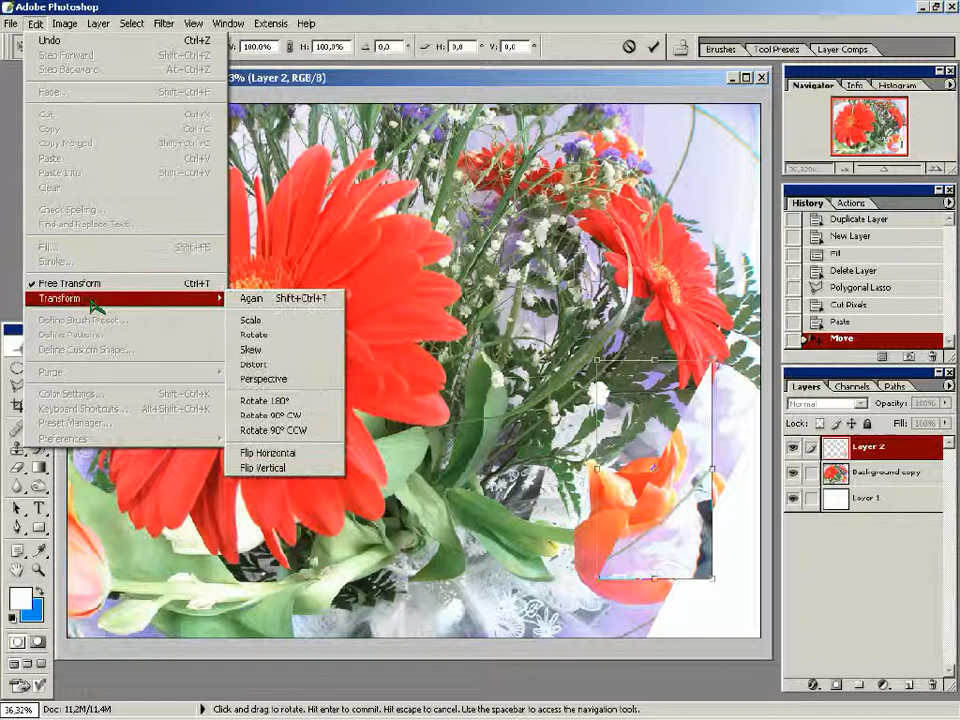 Adobe Photoshop
File Edit Image Layer Select Filter View Window Extensis Help
W: 100.0% H: 100,0% 0,0 ° H: 0,0 ° V: 0,0 °
Brushes Tool Presets Layer Comps
3% (Layer 2, RGB/8)
Undo Ctrl+Z
Step Forward Shift+Ctrl+Z
Step Backward Alt+Ctrl+Z
Fade... Shift+Ctrl+F
Cut Ctrl+X
Copy Ctrl+C
Copy Merged Shift+Ctrl+C
Paste Ctrl+V
Paste Into Shift+Ctrl+V
Clear
Check Spelling...
Find and Replace Text...
Fill... Shift+F5
Stroke...
Free Transform Ctrl+T
Transform
Define Brush Preset...
Define Pattern...
Define Custom Shape...
Purge
Color Settings... Shift+Ctrl+K
Keyboard Shortcuts... Alt+Shift+Ctrl+K
Preset Manager...
Preferences
Again Shift+Ctrl+T
Scale
Rotate
Skew
Distort
Perspective
Rotate 180°
Rotate 90° CW
Rotate 90° CCW
Flip Horizontal
Flip Vertical
Navigator Info Histogram
36,32%
History Actions
Duplicate Layer
New Layer
Fill
Delete Layer
Polygonal Lasso
Cut Pixels
Paste
Move
Layers Channels Paths
Normal Opacity: 100%
Lock: Fill: 100%
Layer 2
Background copy
Layer 1
36,32% Doc: 11,2M/11,4M Click and drag to rotate. Hit enter to commit. Hit escape to cancel. Use the spacebar to access the navigation tools.